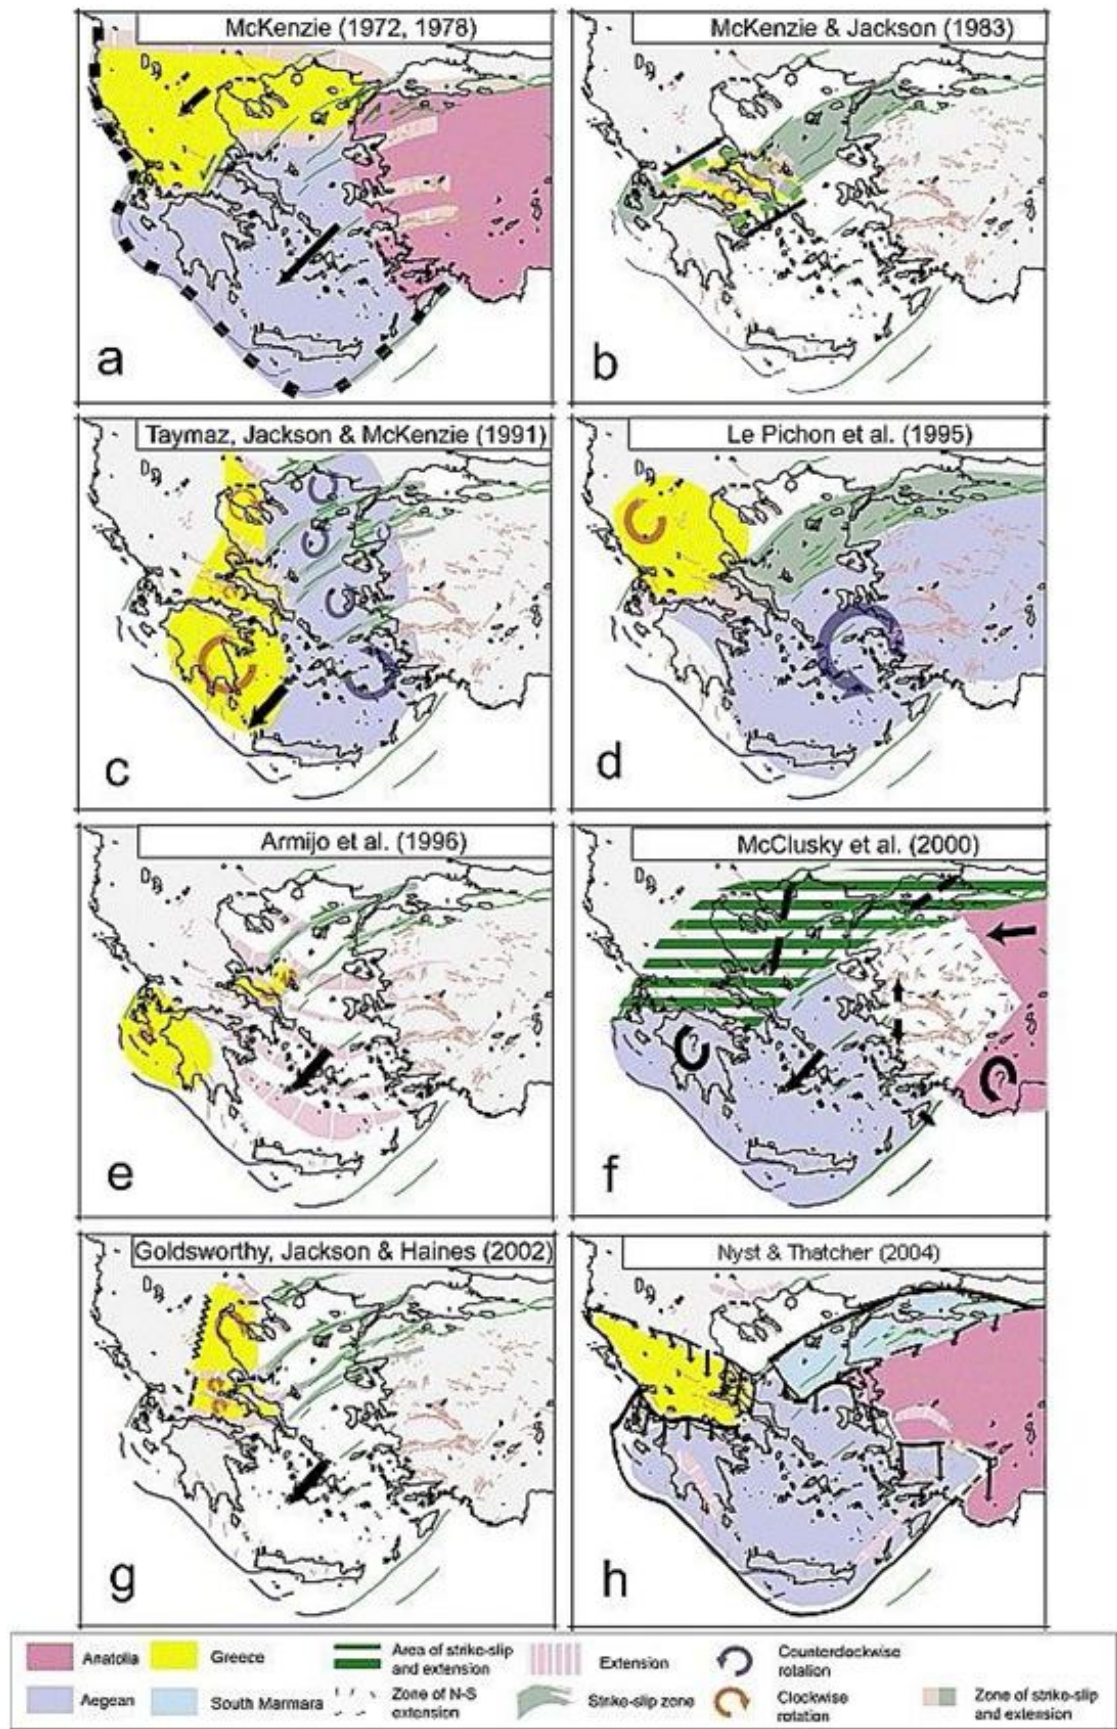 McKenzie (1972, 1978)
a
McKenzie & Jackson (1983)
b
Taymaz, Jackson & McKenzie (1991)
c
Le Pichon et al. (1995)
d
Armijo et al. (1996)
e
McClusky et al. (2000)
?
?
f
Goldsworthy, Jackson & Haines (2002)
g
Nyst & Thatcher (2004)
h
Anatolia
Greece
Area of strike-slip
and extension
Extension
Counterclockwise
rotation
Aegean
South Marmara
Zone of N-S
extension
Strike-slip zone
Clockwise
rotation
Zone of strike-slip
and extension